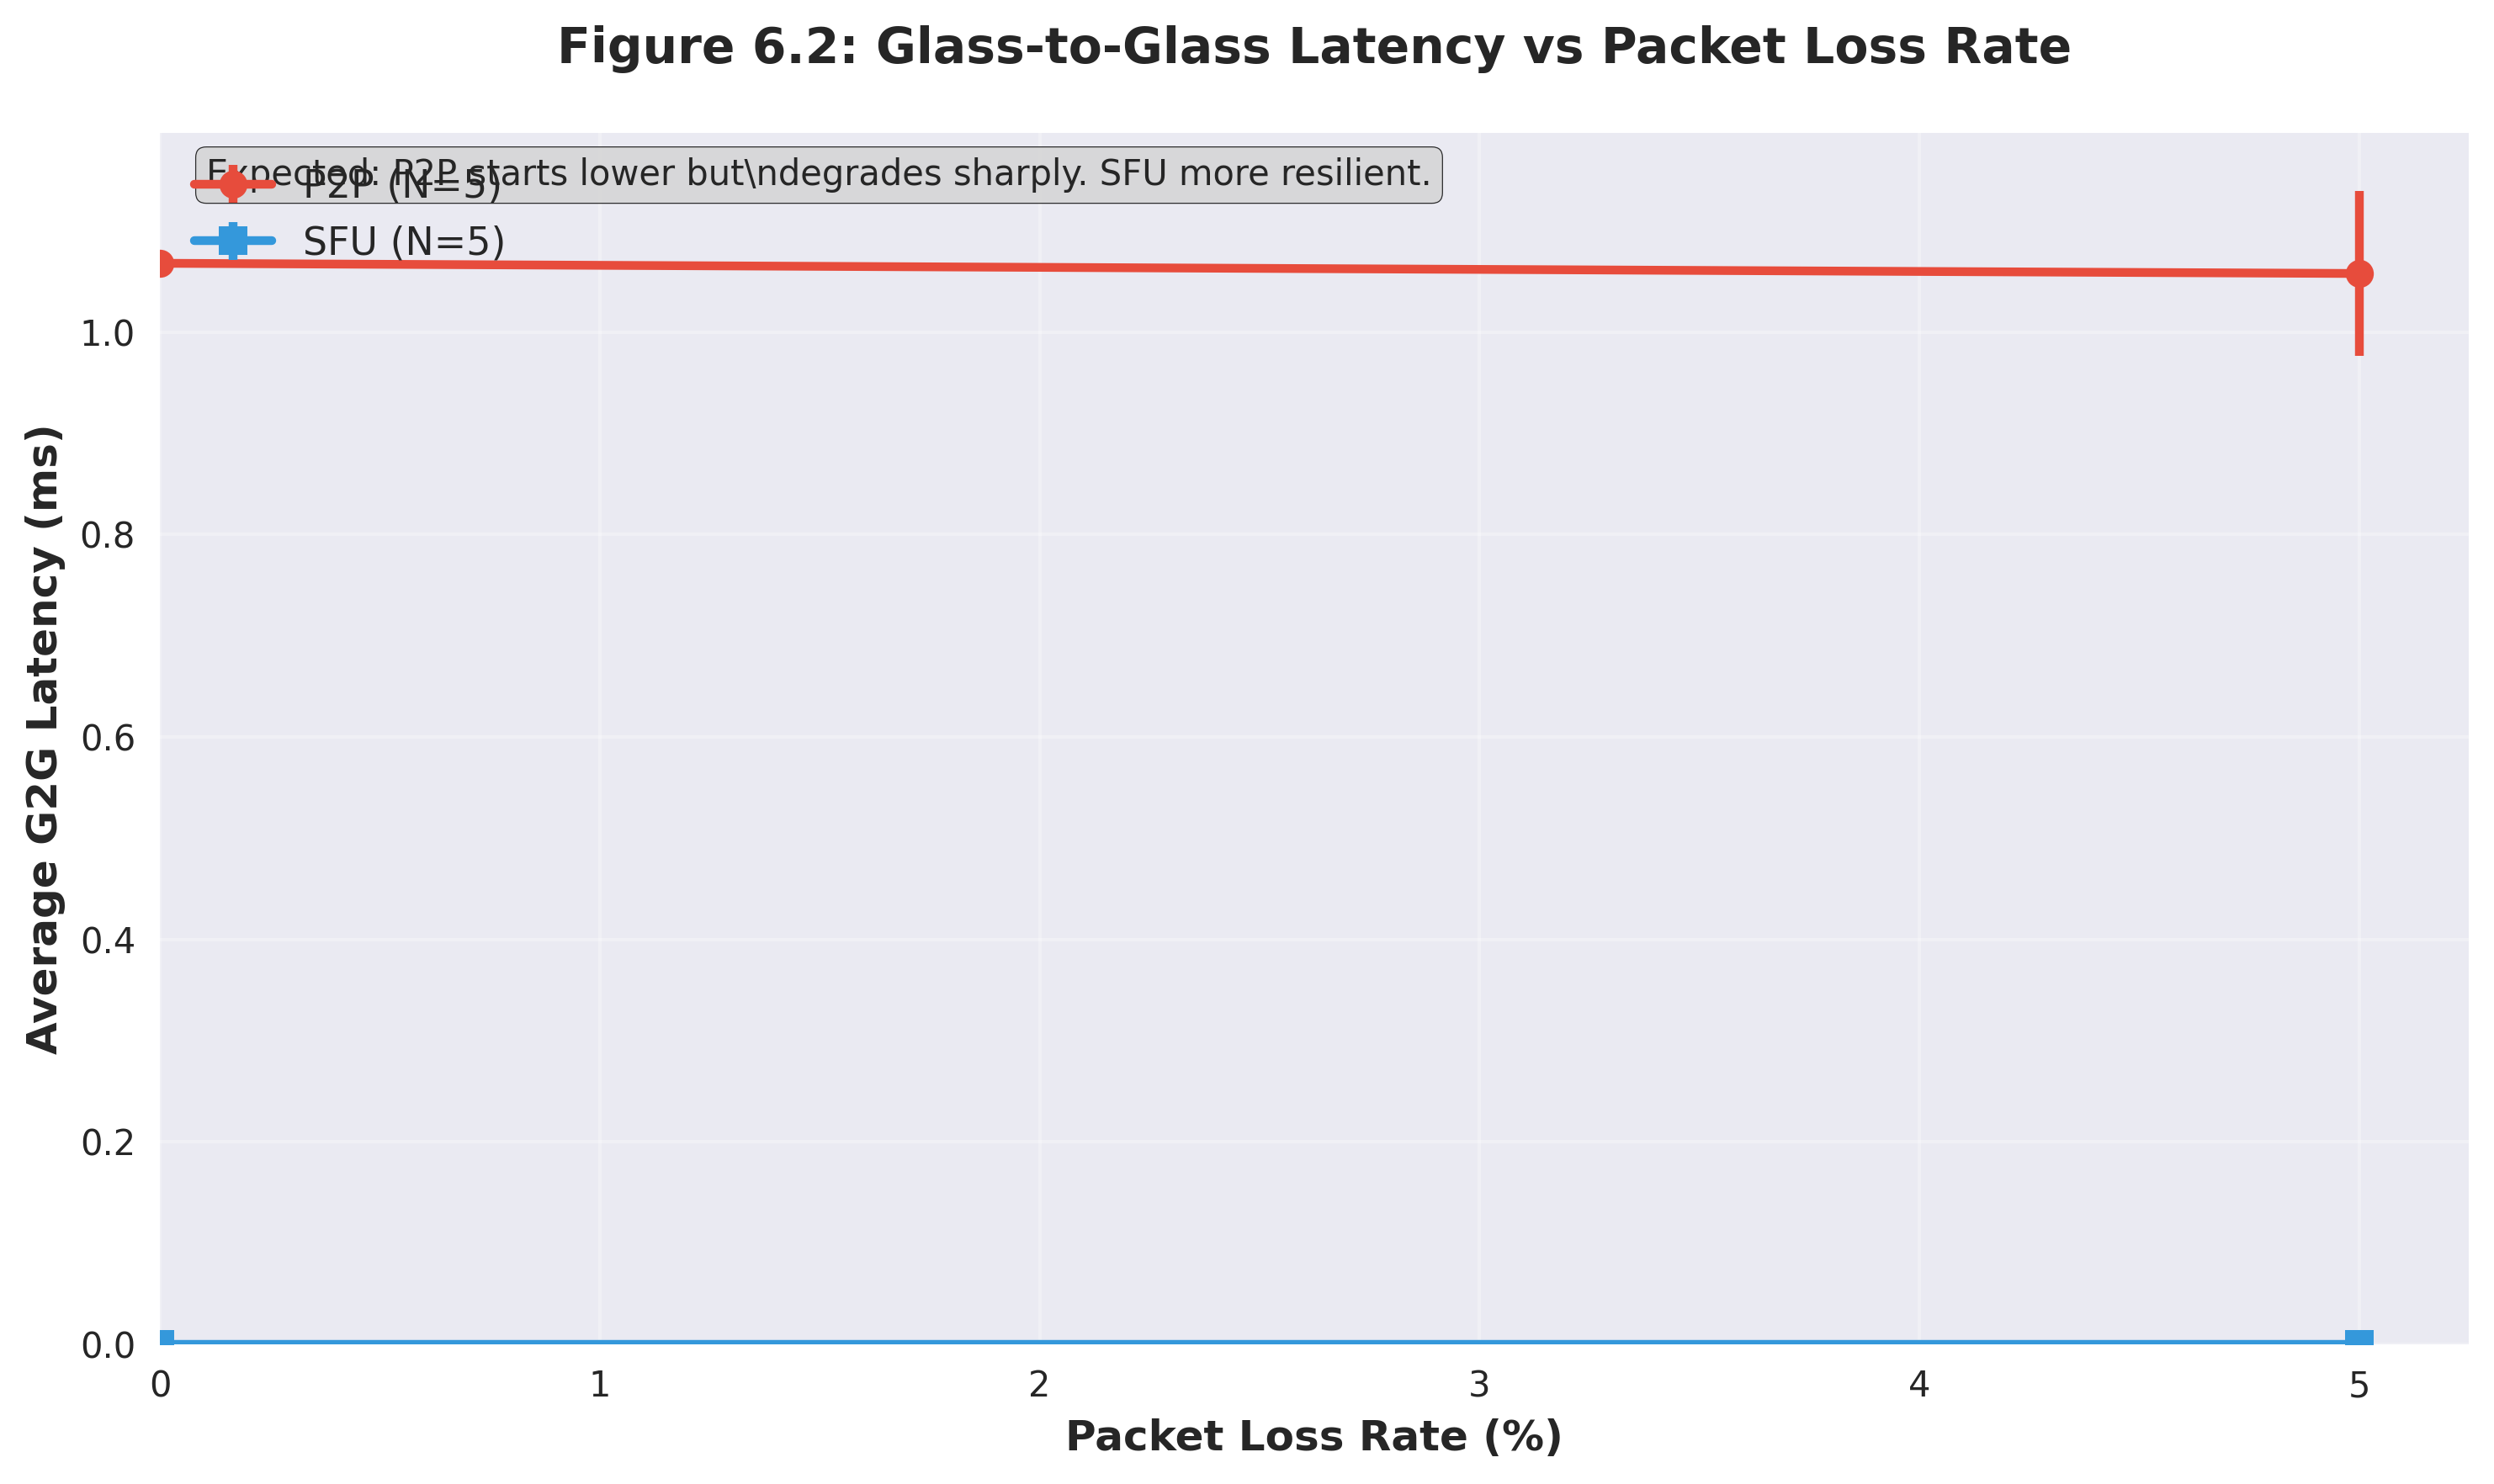 Figure 6.2: Glass-to-Glass Latency vs Packet Loss Rate
Expected: P2P starts lower but\ndegrades sharply. SFU more resilient.
P2P (N=5)
SFU (N=5)
Average G2G Latency (ms)
1.0
0.8
0.6
0.4
0.2
0.0
0 1 2 3 4 5
Packet Loss Rate (%)